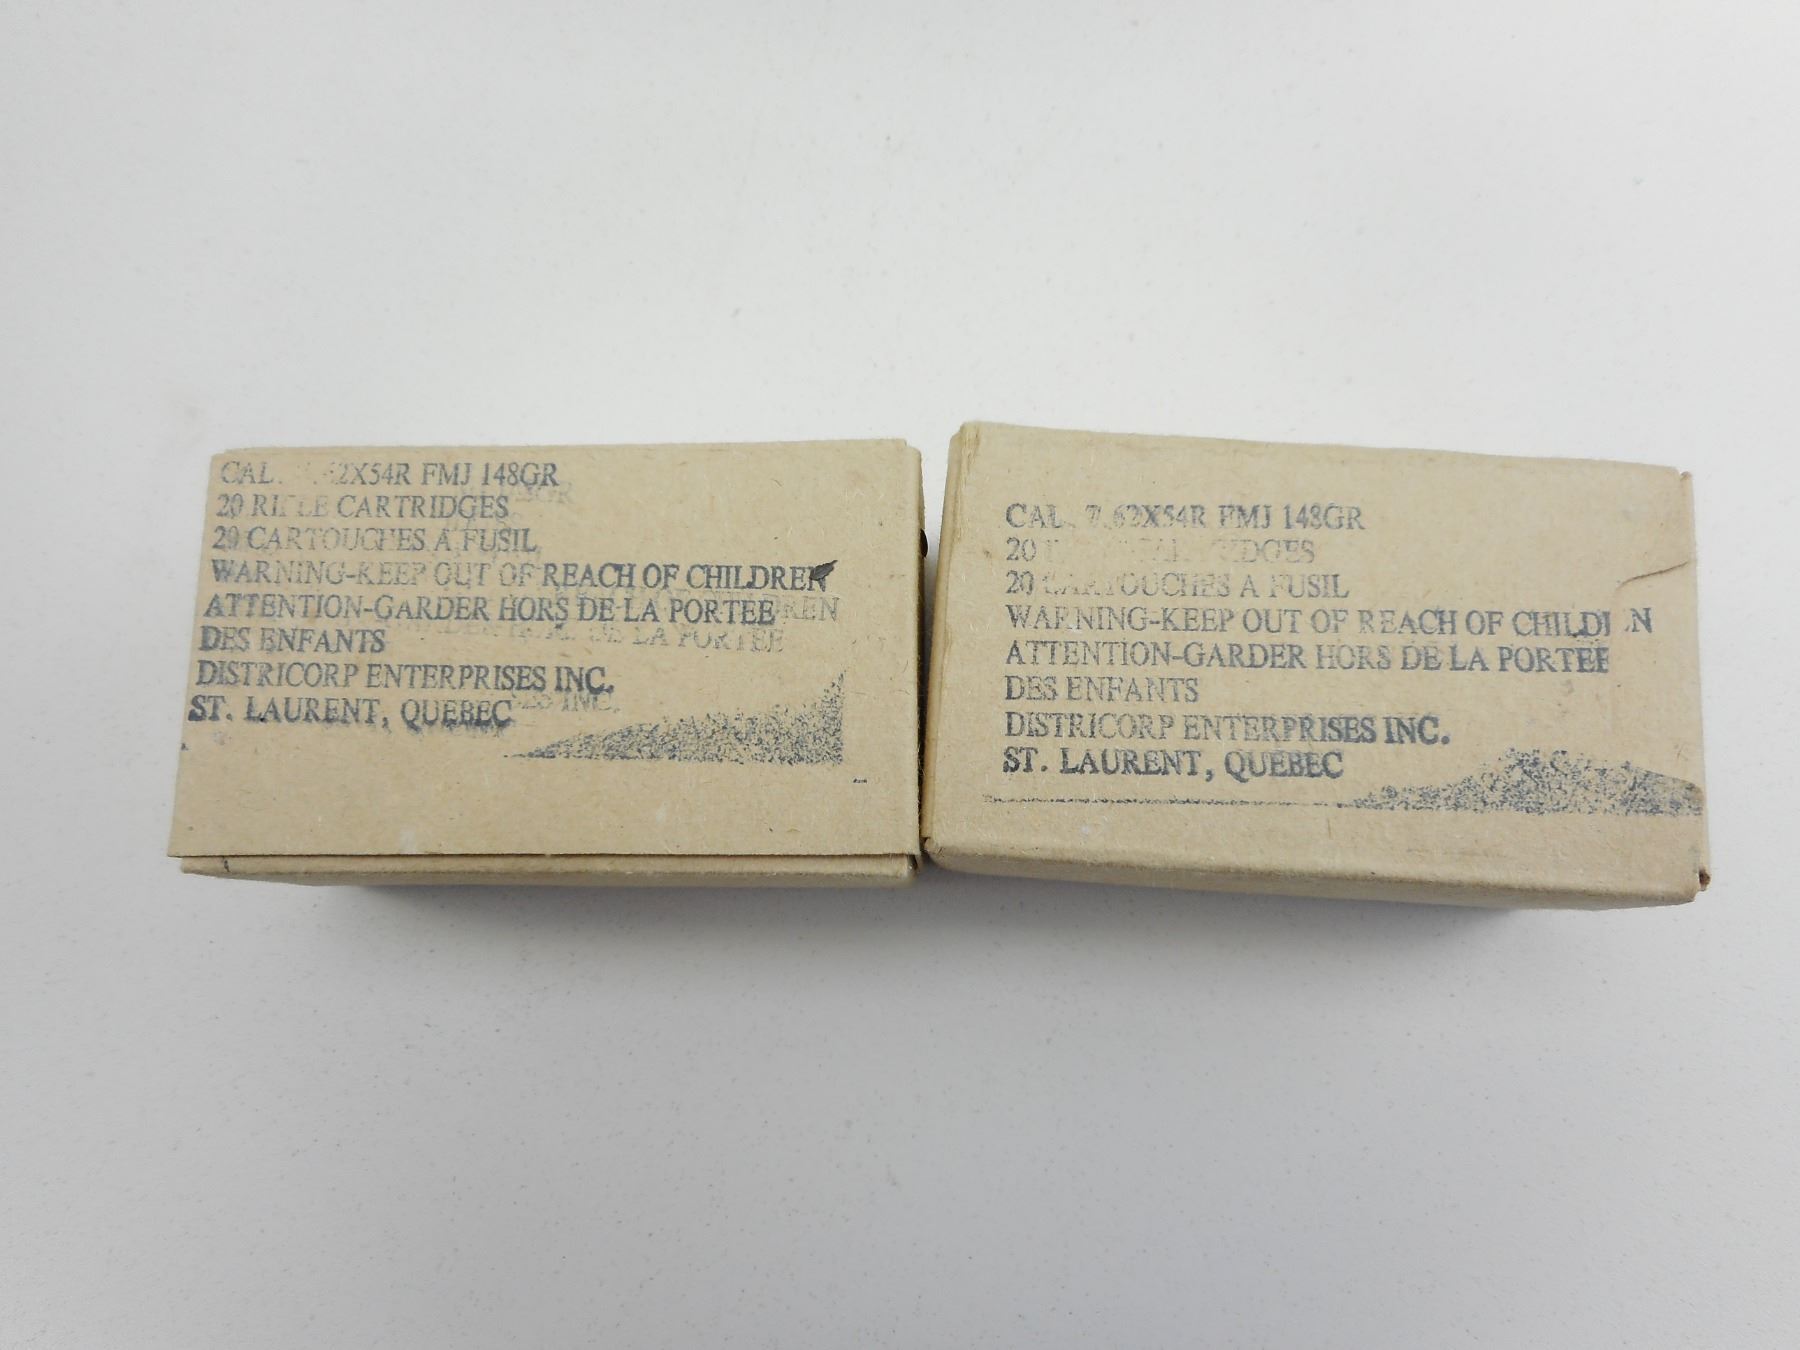 CAL. 7.62X54R FMJ 148GR
20 RIFLE CARTRIDGES
20 CARTOUCHES A FUSIL
WARNING-KEEP OUT OF REACH OF CHILDREN
ATTENTION-GARDER HORS DE LA PORTEE
DES ENFANTS
DISTRICORP ENTERPRISES INC.
ST. LAURENT, QUEBEC
CAL. 7.62X54R FMJ 148GR
20 RIFLE CARTRIDGES
20 CARTOUCHES A FUSIL
WARNING-KEEP OUT OF REACH OF CHILDREN
ATTENTION-GARDER HORS DE LA PORTEE
DES ENFANTS
DISTRICORP ENTERPRISES INC.
ST. LAURENT, QUEBEC